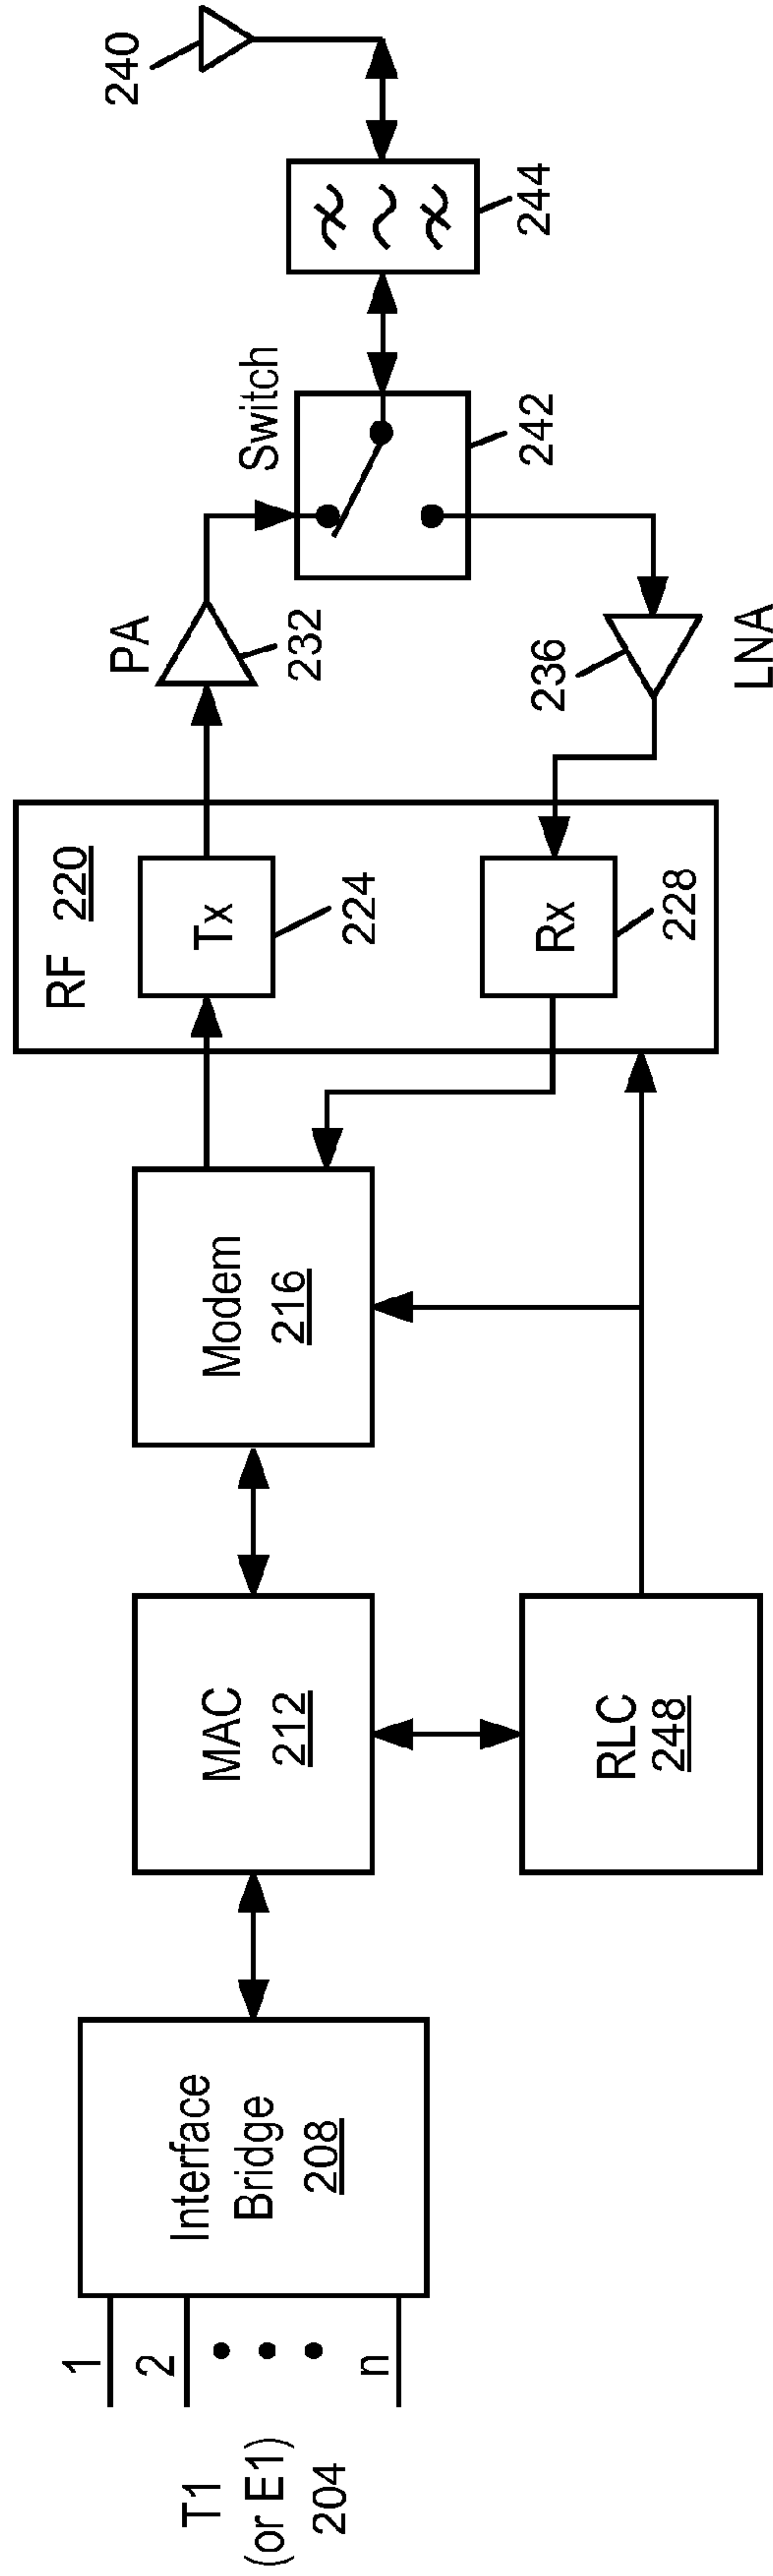 T1
(or E1)
204
1
2
n
Interface
Bridge
208
MAC
212
RLC
248
Modem
216
RF 220
Tx
224
Rx
228
PA
232
236
LNA
Switch
242
244
240